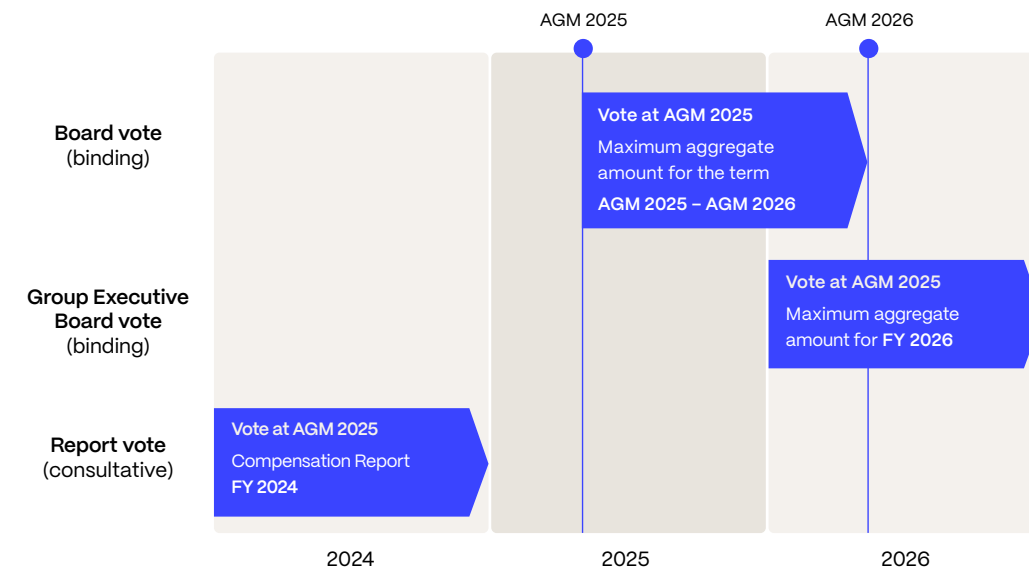 AGM 2025
AGM 2026
Board vote
(binding)
Vote at AGM 2025
Maximum aggregate
amount for the term
AGM 2025 – AGM 2026
Group Executive
Board vote
(binding)
Vote at AGM 2025
Maximum aggregate
amount for FY 2026
Report vote
(consultative)
Vote at AGM 2025
Compensation Report
FY 2024
2024
2025
2026